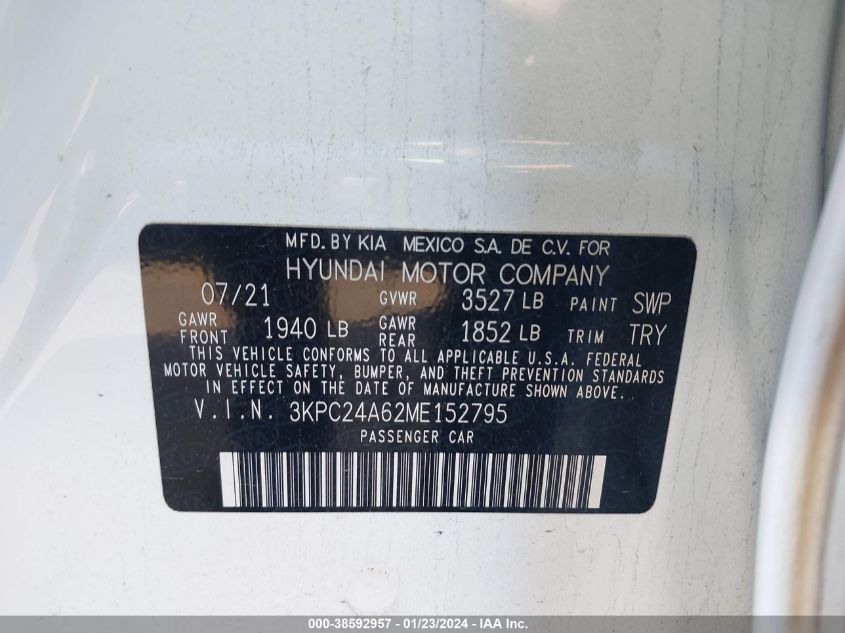 MFD. BY KIA MEXICO S.A. DE C.V. FOR
HYUNDAI MOTOR COMPANY
07/21 GVWR 3527 LB PAINT SWP
GAWR FRONT 1940 LB GAWR REAR 1852 LB TRIM TRY
THIS VEHICLE CONFORMS TO ALL APPLICABLE U.S.A. FEDERAL
MOTOR VEHICLE SAFETY, BUMPER, AND THEFT PREVENTION STANDARDS
IN EFFECT ON THE DATE OF MANUFACTURE SHOWN ABOVE.
V.I.N. 3KPC24A62ME152795
PASSENGER CAR
000-38592957 - 01/23/2024 - IAA Inc.